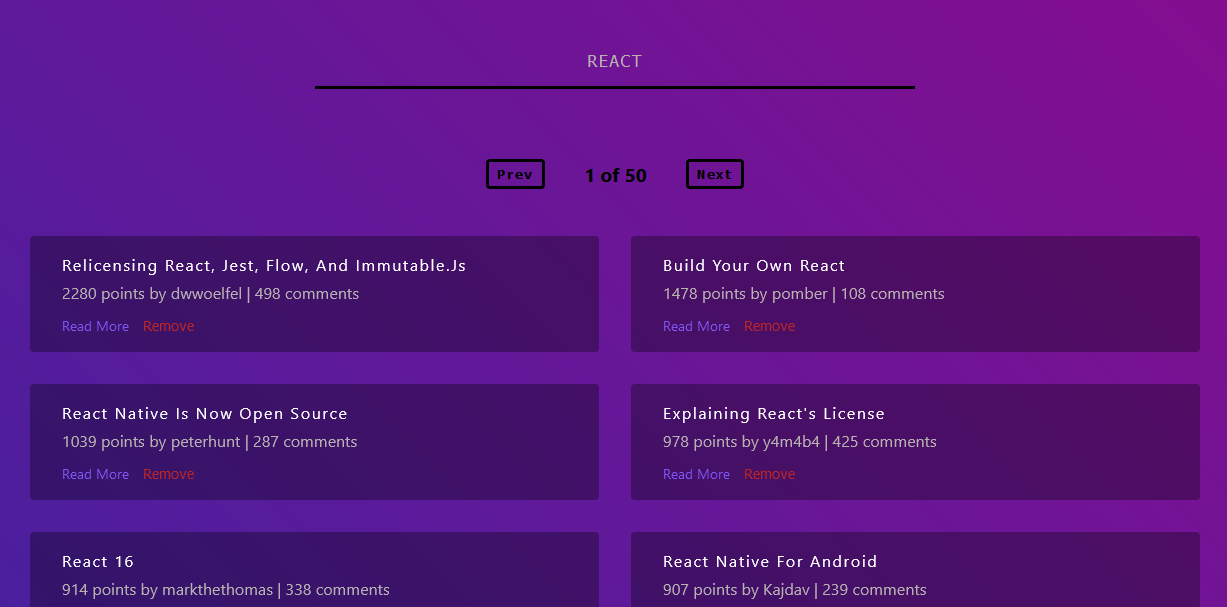 REACT
Prev 1 of 50 Next
Relicensing React, Jest, Flow, And Immutable.Js
2280 points by dwwoelfel | 498 comments
Read More Remove
Build Your Own React
1478 points by pomber | 108 comments
Read More Remove
React Native Is Now Open Source
1039 points by peterhunt | 287 comments
Read More Remove
Explaining React's License
978 points by y4m4b4 | 425 comments
Read More Remove
React 16
914 points by markthethomas | 338 comments
React Native For Android
907 points by Kajdav | 239 comments